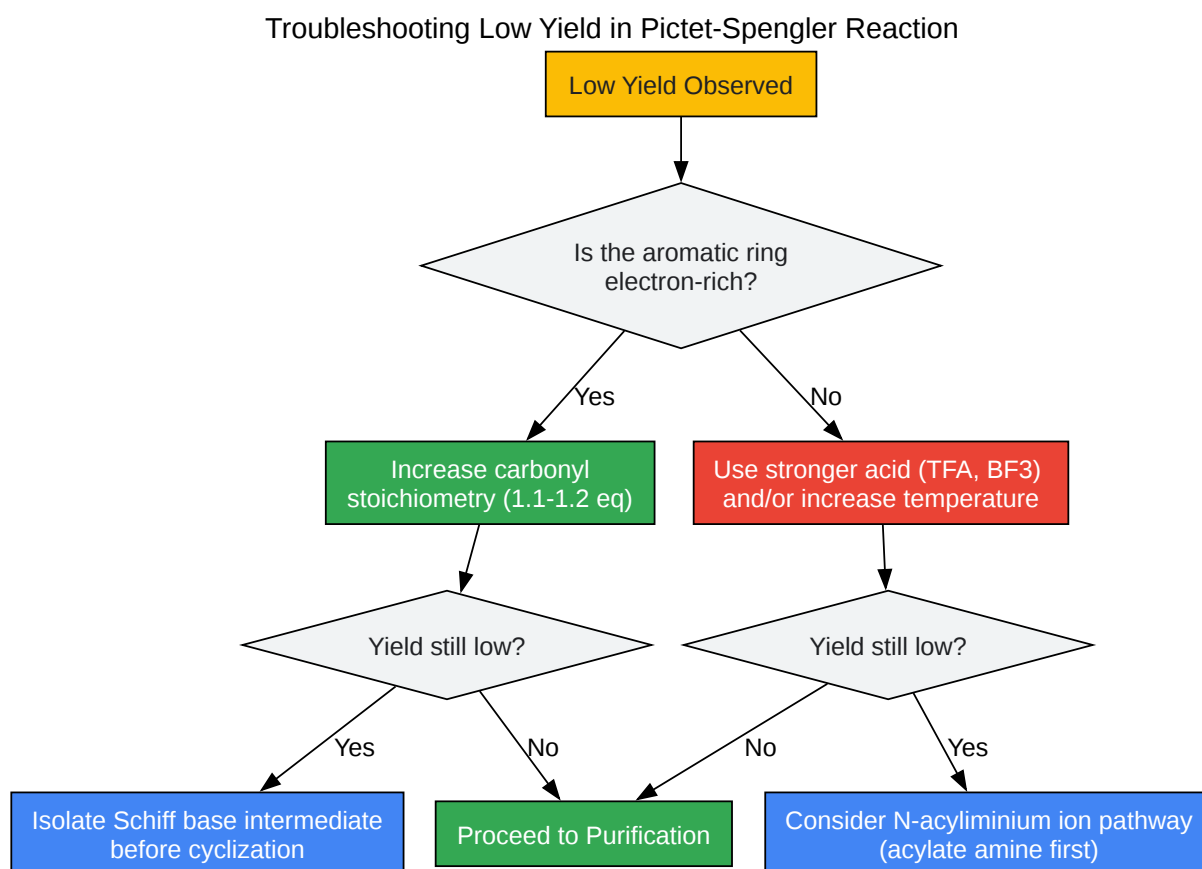 Troubleshooting Low Yield in Pictet-Spengler Reaction
Low Yield Observed
Is the aromatic ring
electron-rich?
Yes
No
Increase carbonyl
stoichiometry (1.1-1.2 eq)
Use stronger acid (TFA, BF3)
and/or increase temperature
Yield still low?
Yield still low?
Yes
No
No
Yes
Isolate Schiff base intermediate
before cyclization
Proceed to Purification
Consider N-acyliminium ion pathway
(acylate amine first)